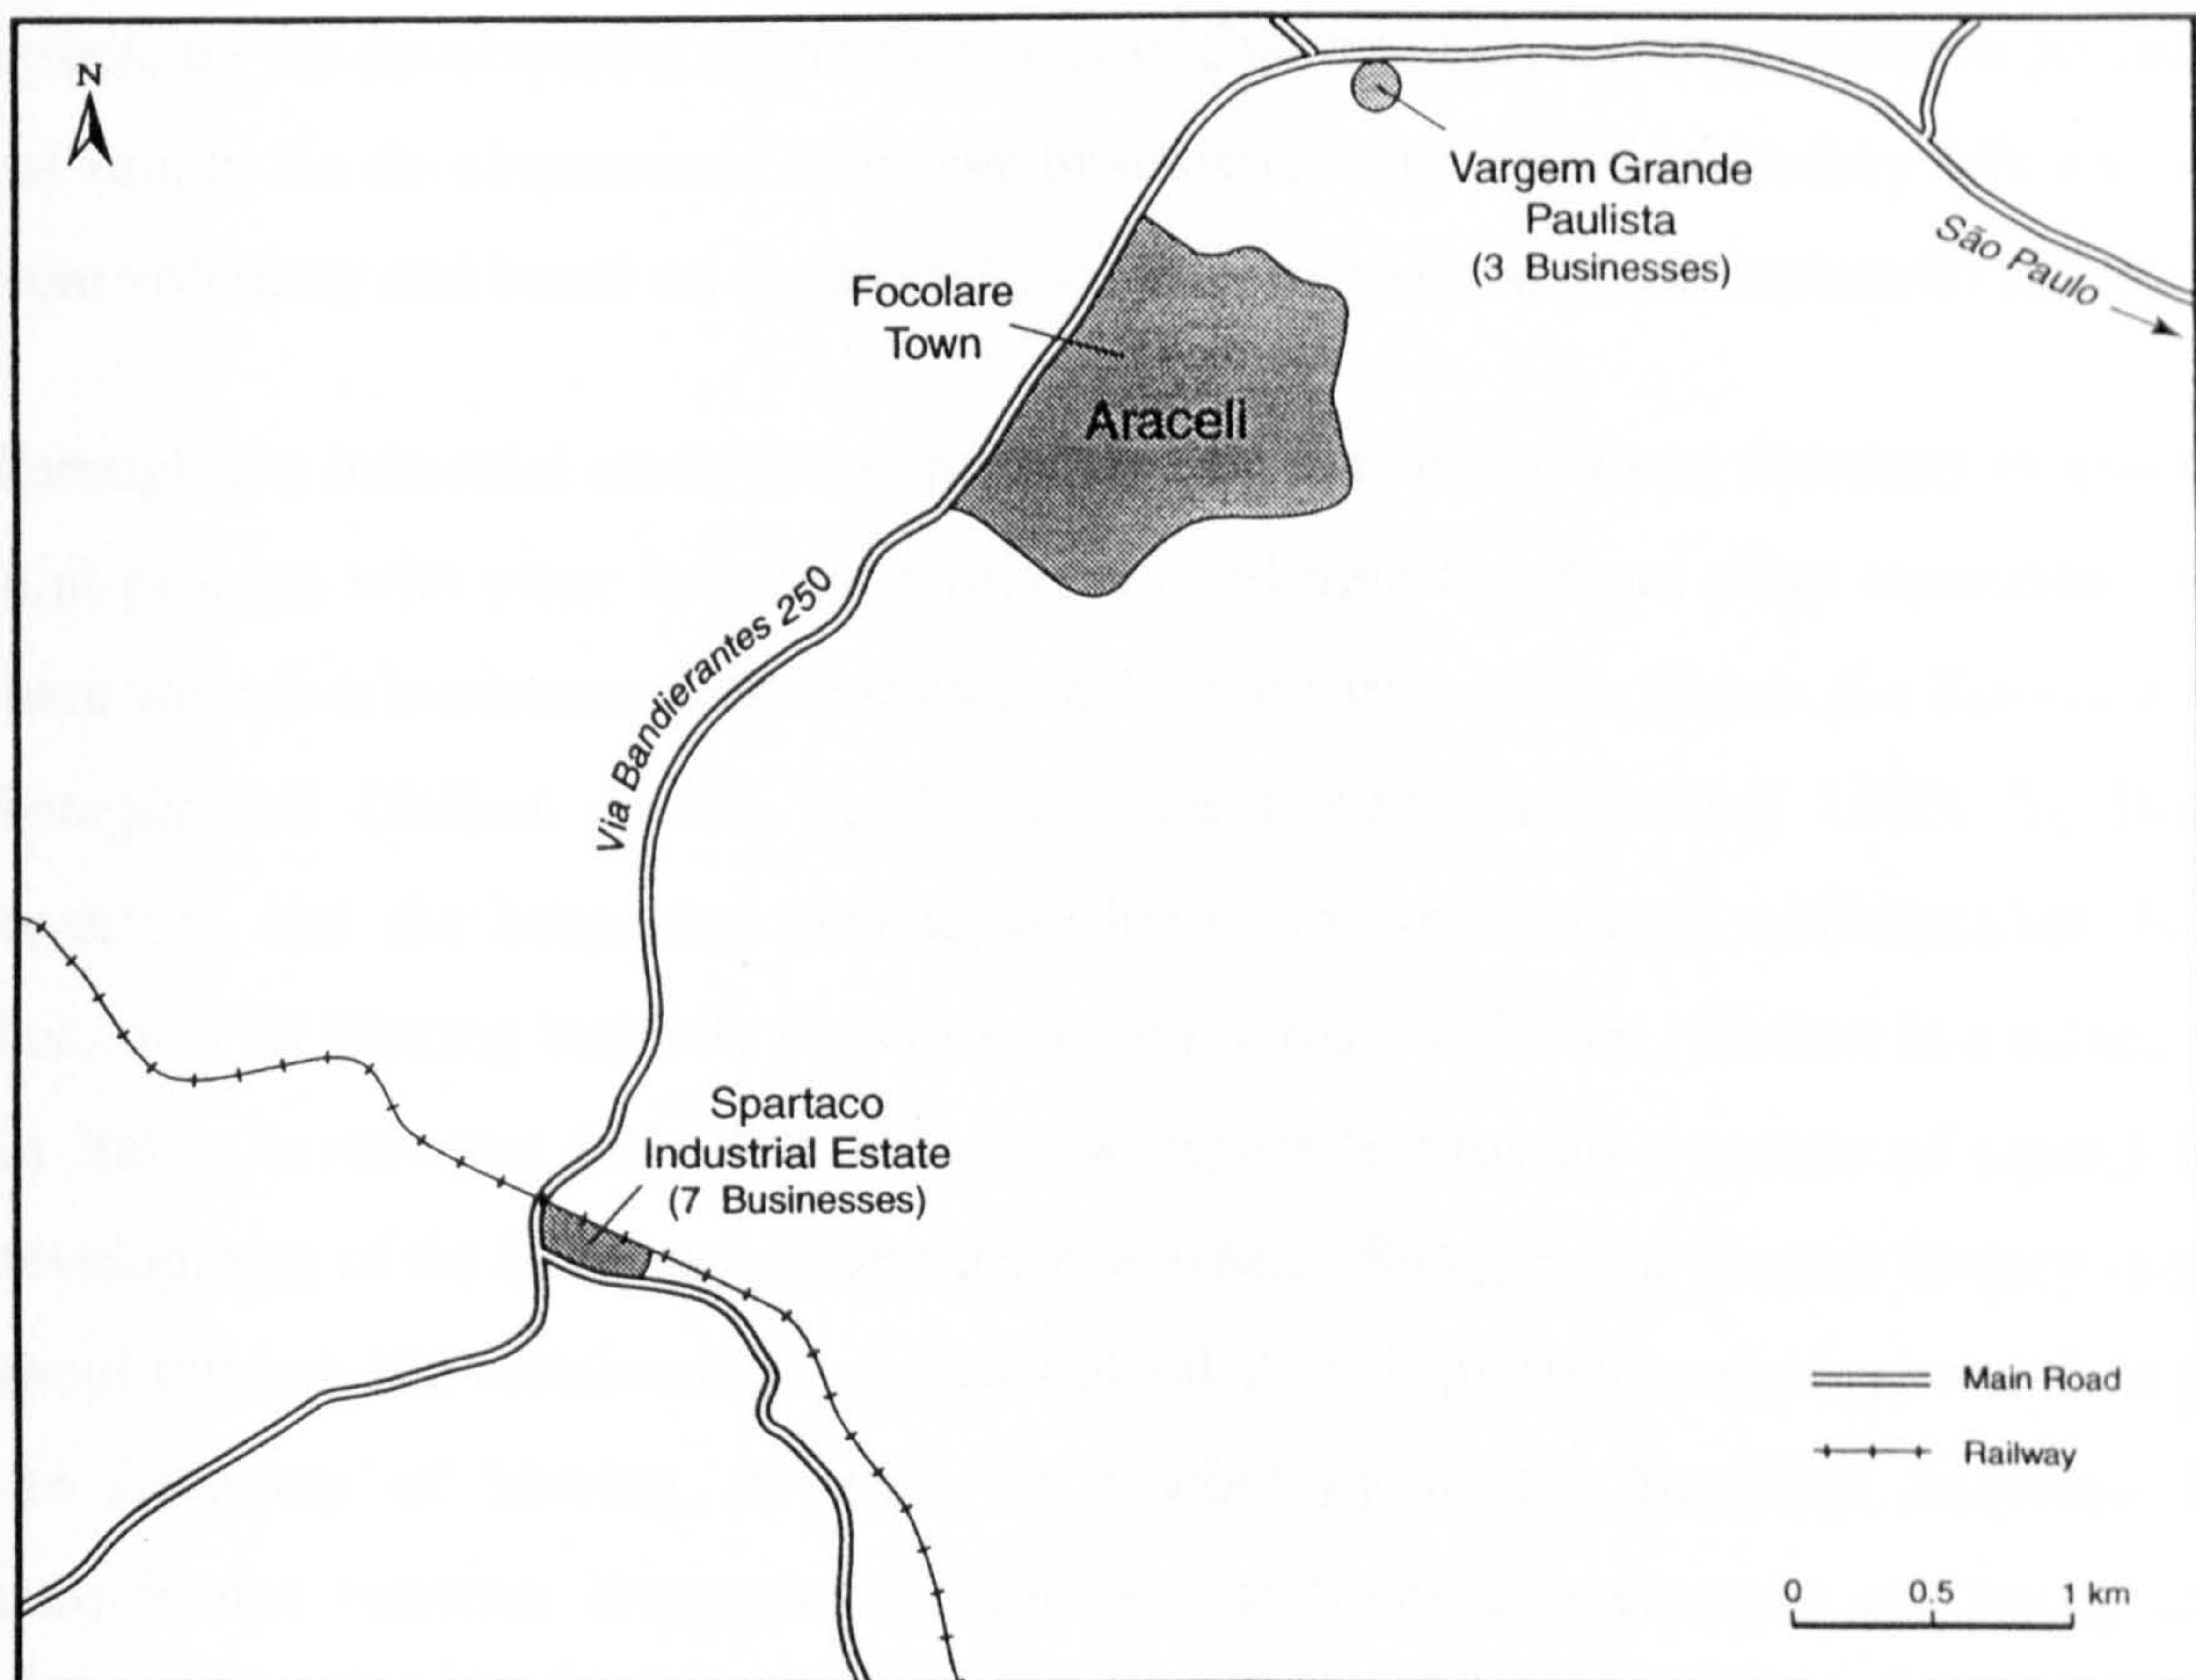 N
Vargem Grande
Paulista
(3 Businesses)
São Paulo
Focolare
Town
Araceli
Via Bandierantes 250
Spartaco
Industrial Estate
(7 Businesses)
Main Road
Railway
0 0.5 1 km